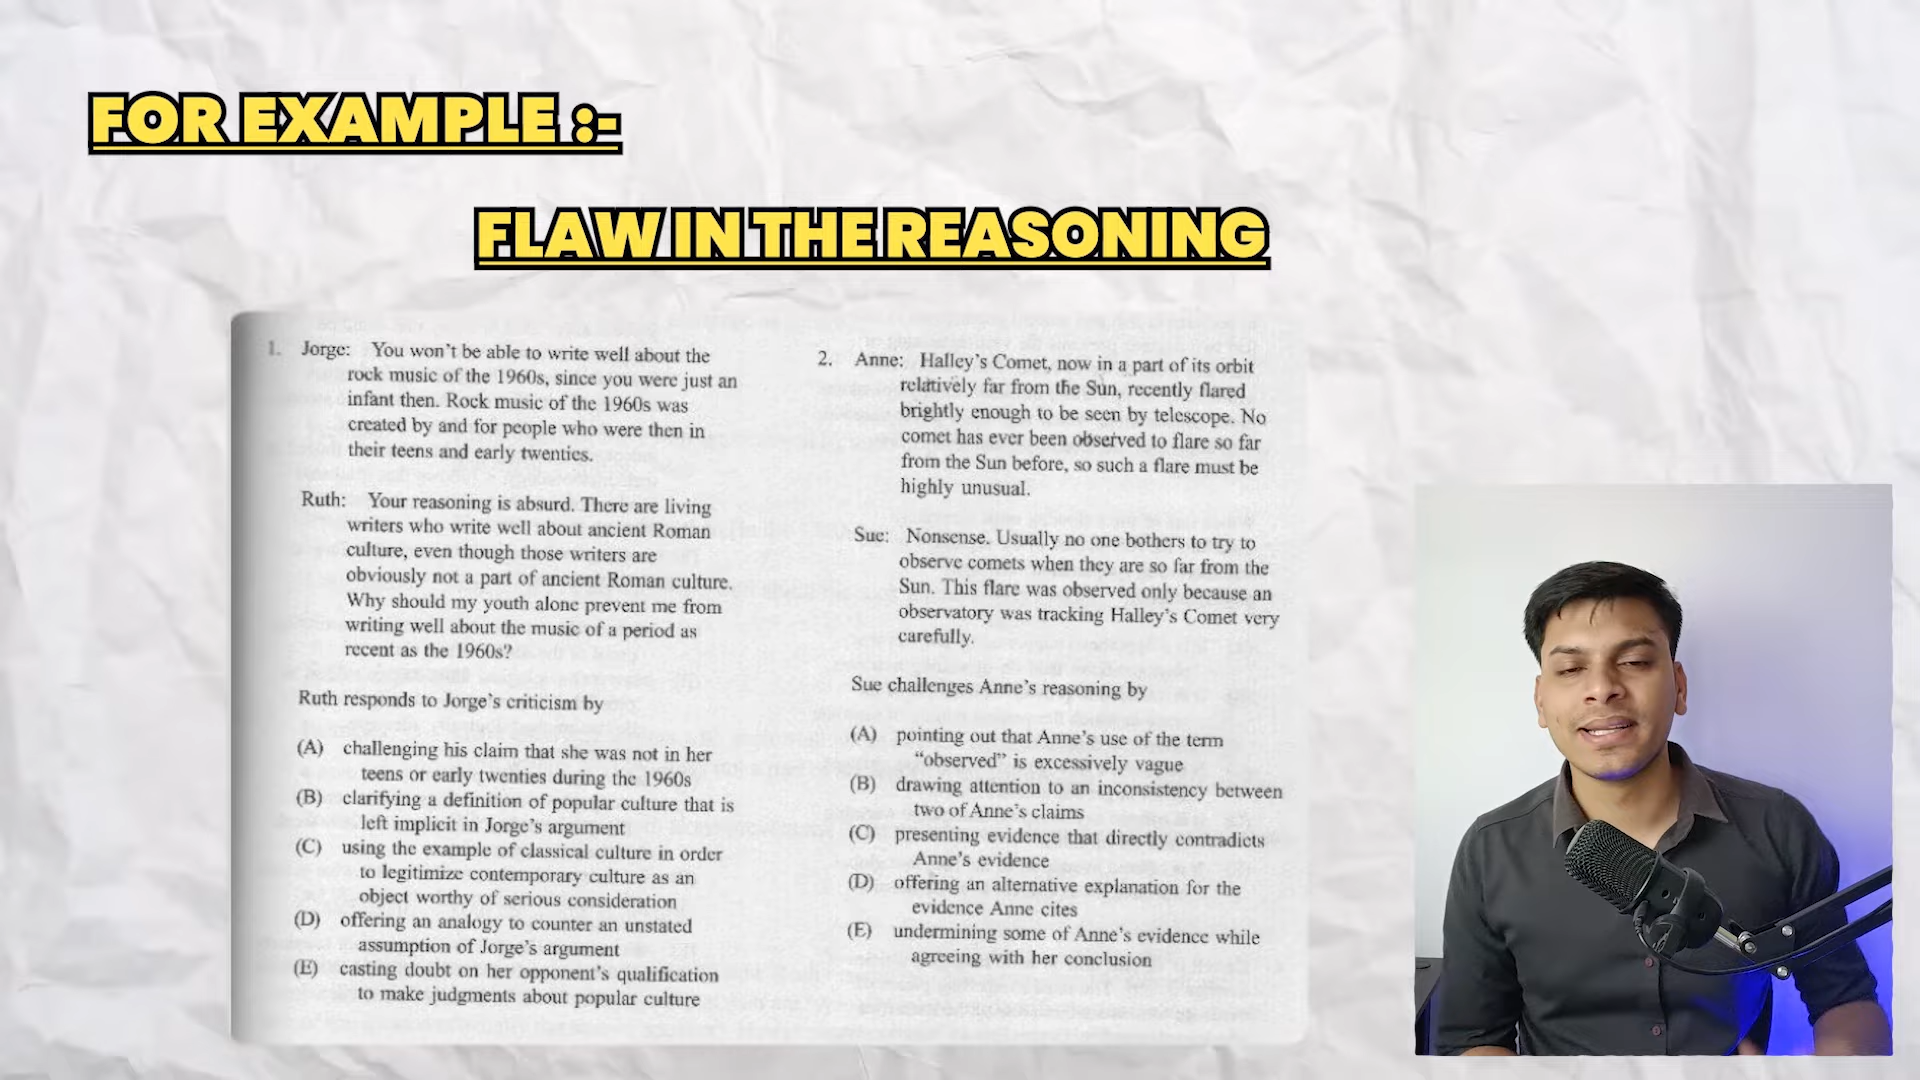 FOR EXAMPLE :-
FLAW IN THE REASONING
1. Jorge: You won't be able to write well about the
rock music of the 1960s, since you were just an
infant then. Rock music of the 1960s was
created by and for people who were then in
their teens and early twenties.
Ruth: Your reasoning is absurd. There are living
writers who write well about ancient Roman
culture, even though those writers are
obviously not a part of ancient Roman culture.
Why should my youth alone prevent me from
writing well about the music of a period as
recent as the 1960s?
Ruth responds to Jorge's criticism by
(A) challenging his claim that she was not in her
teens or early twenties during the 1960s
(B) clarifying a definition of popular culture that is
left implicit in Jorge's argument
(C) using the example of classical culture in order
to legitimize contemporary culture as an
object worthy of serious consideration
(D) offering an analogy to counter an unstated
assumption of Jorge's argument
(E) casting doubt on her opponent's qualification
to make judgments about popular culture
2. Anne: Halley's Comet, now in a part of its orbit
relatively far from the Sun, recently flared
brightly enough to be seen by telescope. No
comet has ever been observed to flare so far
from the Sun before, so such a flare must be
highly unusual.
Sue: Nonsense. Usually no one bothers to try to
observe comets when they are so far from the
Sun. This flare was observed only because an
observatory was tracking Halley's Comet very
carefully.
Sue challenges Anne's reasoning by
(A) pointing out that Anne's use of the term
"observed" is excessively vague
(B) drawing attention to an inconsistency between
two of Anne's claims
(C) presenting evidence that directly contradicts
Anne's evidence
(D) offering an alternative explanation for the
evidence Anne cites
(E) undermining some of Anne's evidence while
agreeing with her conclusion